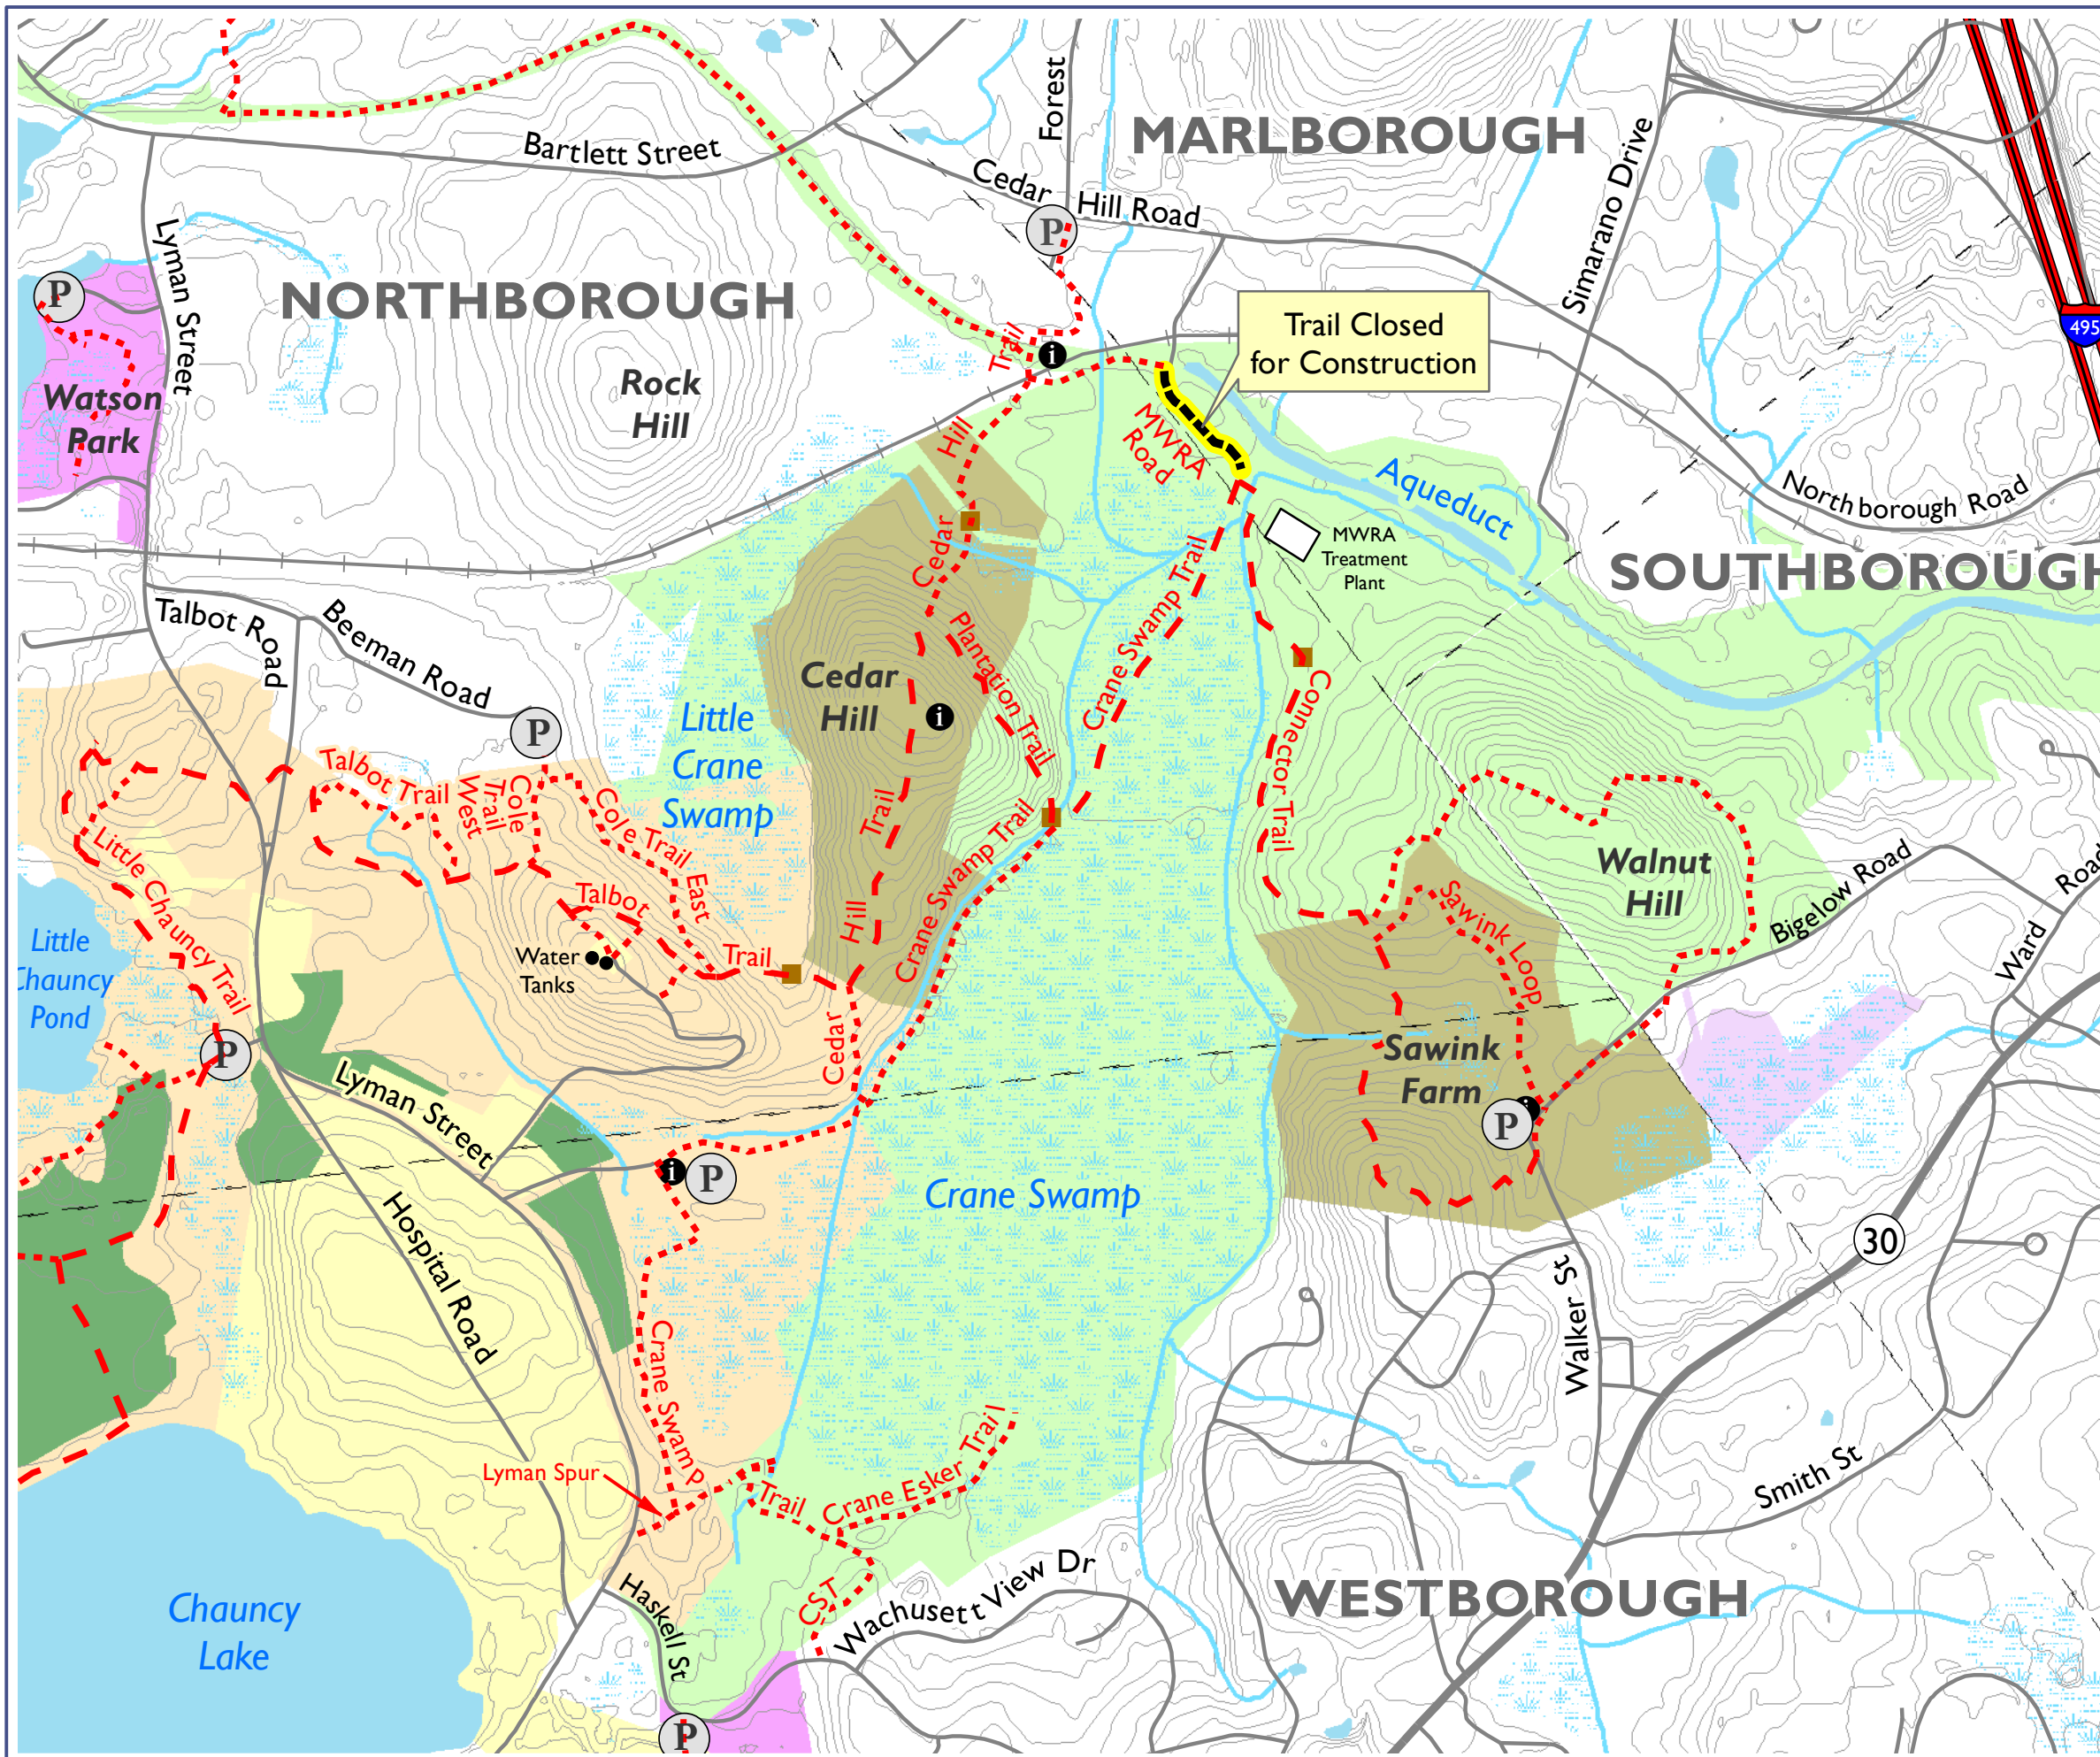 Forest
MARLBOROUGH
Bartlett Street
Cedar Hill Road
Simarano Drive
P
Lyman Street
NORTHBOROUGH
P
Trail Closed
for Construction
495
Trail
i
Rock
Hill
Watson
Park
Hill
MWRA
Road
Aqueduct
Northborough Road
Cedar
MWRA
Treatment
Plant
SOUTHBOROUGH
Crane Swamp Trail
Talbot Road
Beeman Road
Plantation Trail
Cedar
Hill
i
Little
Crane
Swamp
Connector Trail
P
Talbot Trail
West
Trail
Cole
Cole Trail East
Trail
Hill
Crane Swamp Trail
Little Chauncy Trail
Walnut
Hill
Bigelow Road
Road
Ward
Talbot
Trail
Sawink Loop
Water
Tanks
Little
Chauncy
Pond
Cedar
P
Sawink
Farm
i
P
Lyman Street
i
P
Crane Swamp
Hospital Road
30
Walker St
Crane Swamp
Trail
Lyman Spur
Crane Esker Trail
Smith St
CST
Wachusett View Dr
WESTBOROUGH
Haskell St
Chauncy
Lake
P